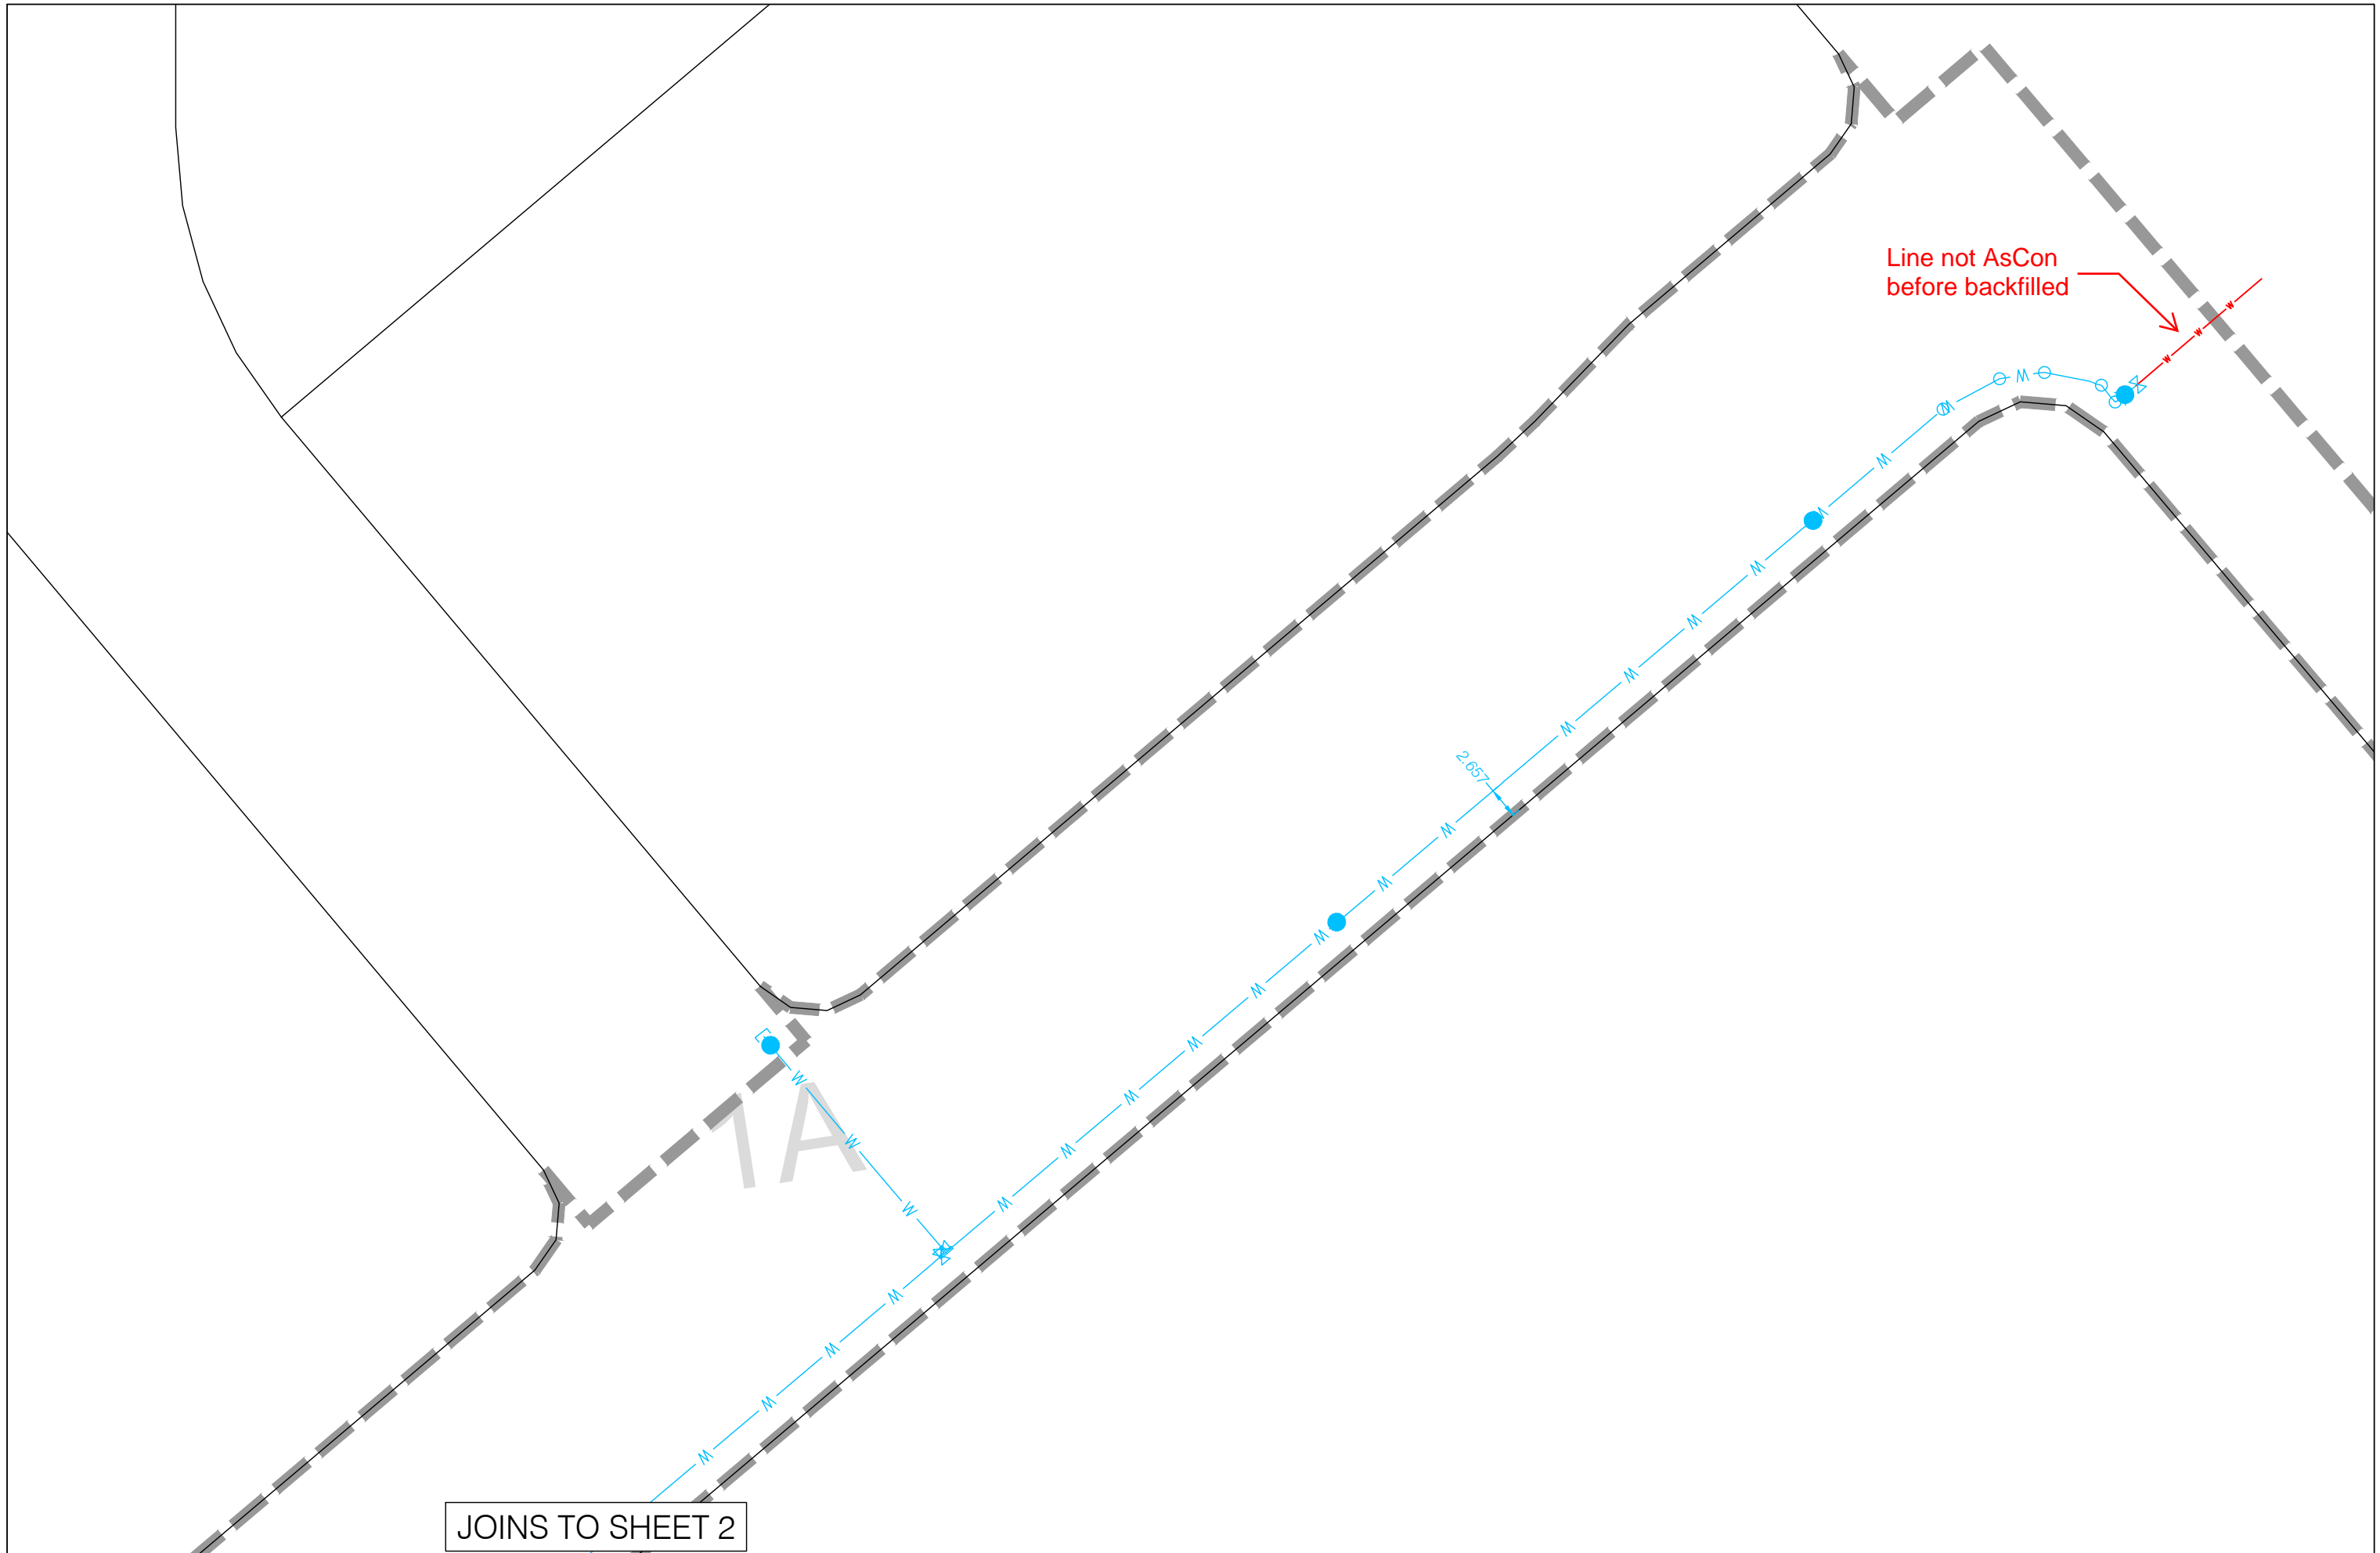 Line not AsCon
before backfilled
2.657
1A
JOINS TO SHEET 2